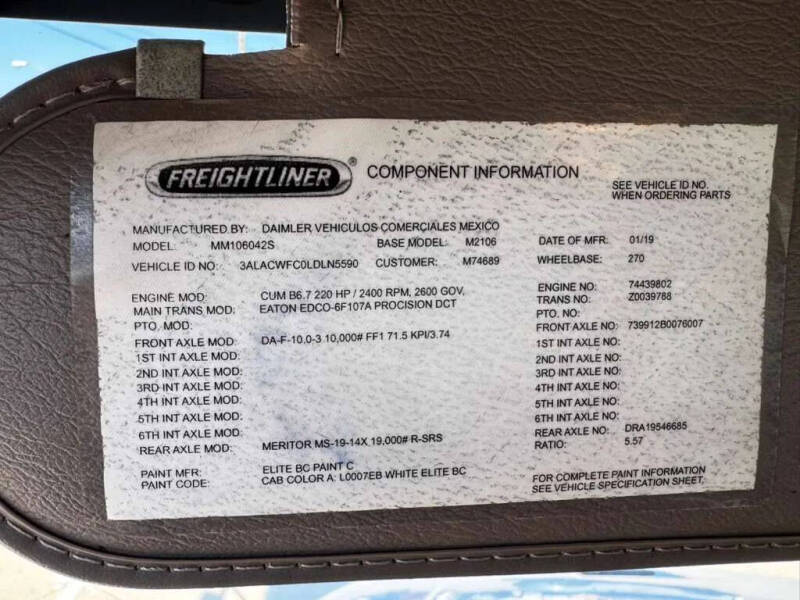 FREIGHTLINER ® COMPONENT INFORMATION
SEE VEHICLE ID NO.
WHEN ORDERING PARTS
MANUFACTURED BY: DAIMLER VEHICULOS COMERCIALES MEXICO
MODEL: MM106042S BASE MODEL: M2106 DATE OF MFR: 01/19
VEHICLE ID NO: 3ALACWFC0LDLN5590 CUSTOMER: M74689 WHEELBASE: 270
ENGINE MOD: CUM B6.7 220 HP / 2400 RPM, 2600 GOV, ENGINE NO: 74439802
MAIN TRANS MOD: EATON EDCO-6F107A PROCISION DCT TRANS NO: Z0039788
PTO. MOD: PTO. NO:
FRONT AXLE MOD: DA-F-10.0-3 10,000# FF1 71.5 KPI/3.74 FRONT AXLE NO: 739912B0076007
1ST INT AXLE MOD: 1ST INT AXLE NO:
2ND INT AXLE MOD: 2ND INT AXLE NO:
3RD INT AXLE MOD: 3RD INT AXLE NO:
4TH INT AXLE MOD: 4TH INT AXLE NO:
5TH INT AXLE MOD: 5TH INT AXLE NO:
6TH INT AXLE MOD: 6TH INT AXLE NO:
REAR AXLE MOD: MERITOR MS-19-14X 19,000# R-SRS REAR AXLE NO: DRA19546685
RATIO: 5.57
PAINT MFR: ELITE BC PAINT C
PAINT CODE: CAB COLOR A: L0007EB WHITE ELITE BC
FOR COMPLETE PAINT INFORMATION
SEE VEHICLE SPECIFICATION SHEET.